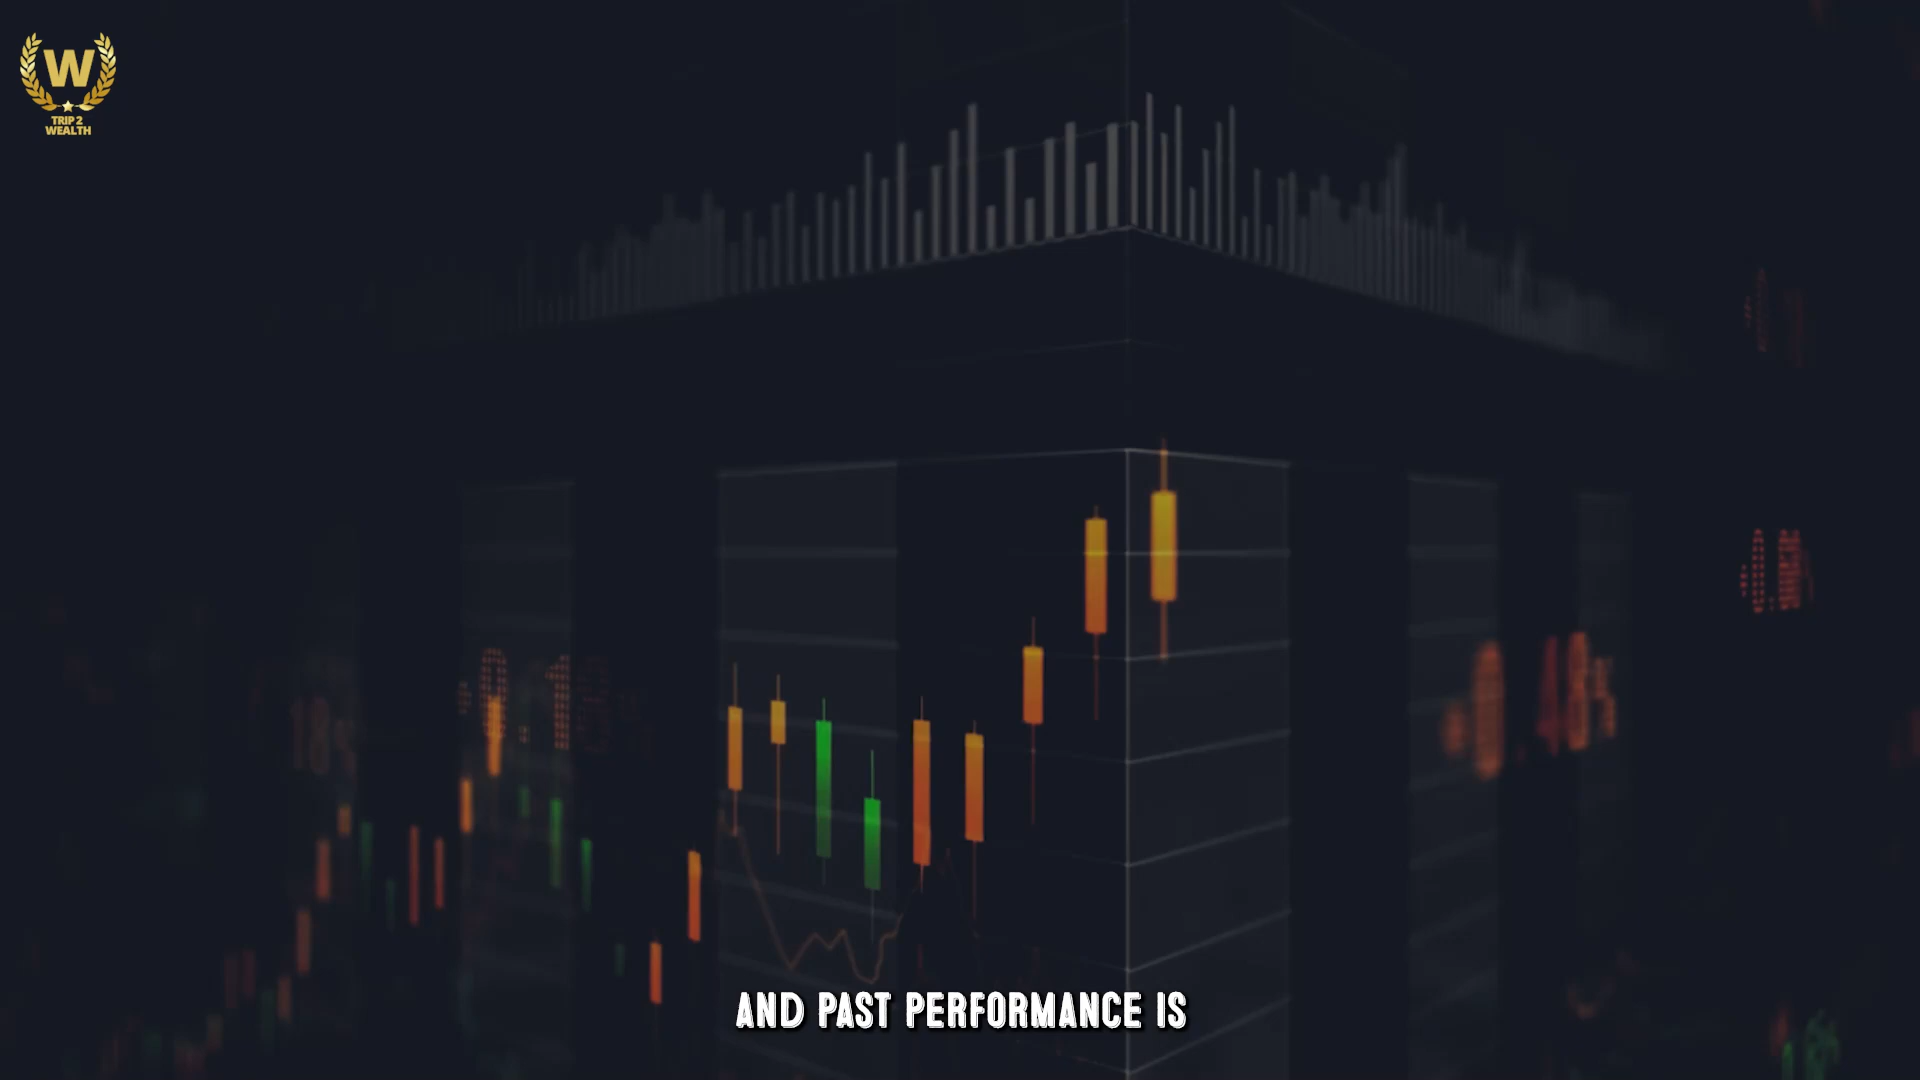 W
TRIP 2
WEALTH
AND PAST PERFORMANCE IS